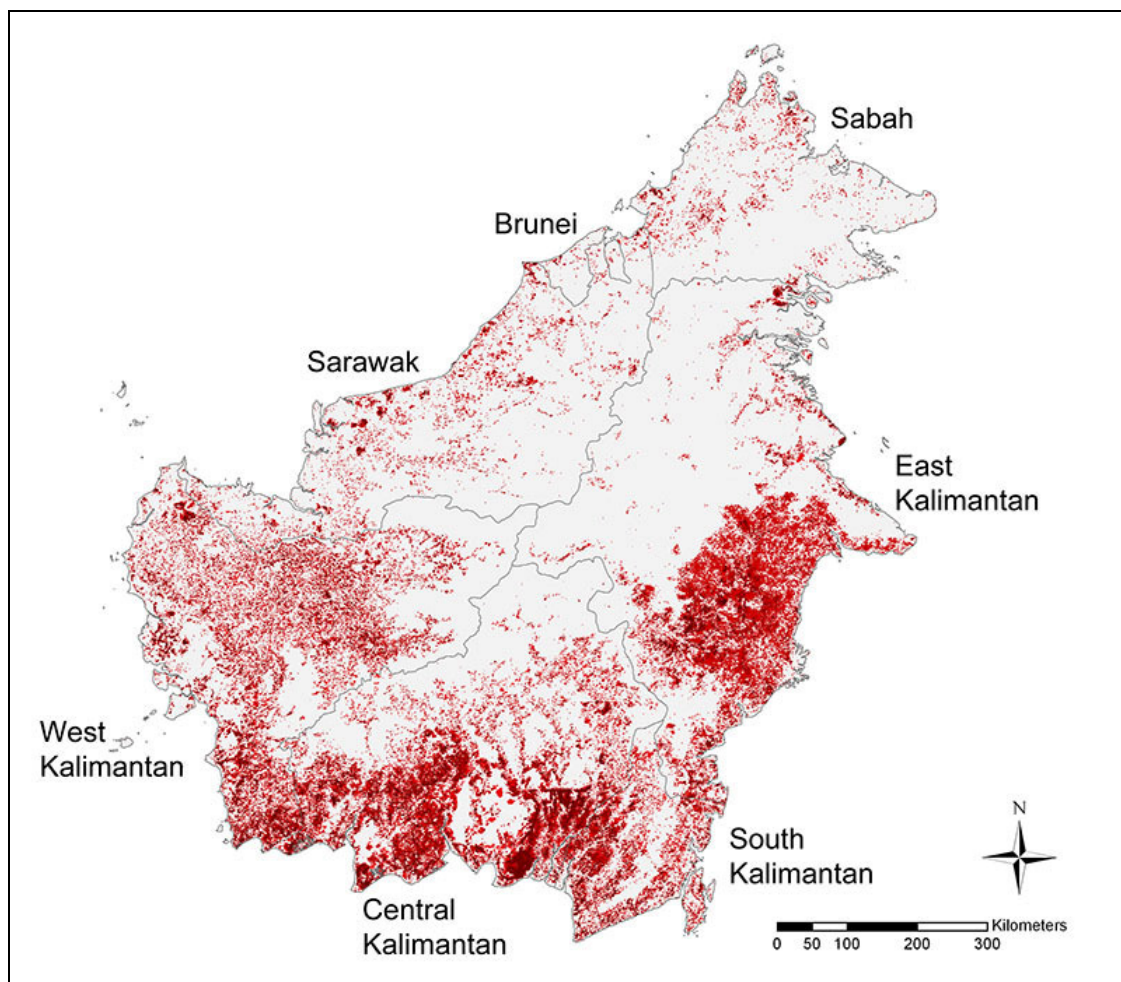 Sabah
Brunei
Sarawak
East
Kalimantan
West
Kalimantan
South
Kalimantan
Central
Kalimantan
N
Kilometers
0 50 100 200 300